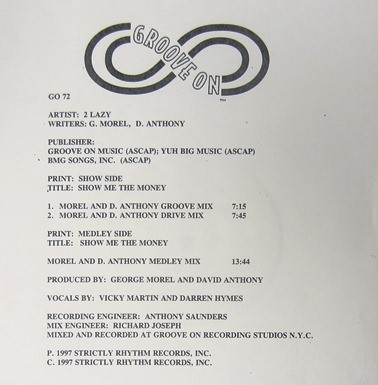 GROOVE ON
TM
GO 72
ARTIST: 2 LAZY
WRITERS: G. MOREL, D. ANTHONY
PUBLISHER:
GROOVE ON MUSIC (ASCAP); YUH BIG MUSIC (ASCAP)
BMG SONGS, INC. (ASCAP)
PRINT: SHOW SIDE
TITLE: SHOW ME THE MONEY
1. MOREL AND D. ANTHONY GROOVE MIX 7:15
2. MOREL AND D. ANTHONY DRIVE MIX 7:45
PRINT: MEDLEY SIDE
TITLE: SHOW ME THE MONEY
MOREL AND D. ANTHONY MEDLEY MIX 13:44
PRODUCED BY: GEORGE MOREL AND DAVID ANTHONY
VOCALS BY: VICKY MARTIN AND DARREN HYMES
RECORDING ENGINEER: ANTHONY SAUNDERS
MIX ENGINEER: RICHARD JOSEPH
MIXED AND RECORDED AT GROOVE ON RECORDING STUDIOS N.Y.C.
P. 1997 STRICTLY RHYTHM RECORDS, INC.
C. 1997 STRICTLY RHYTHM RECORDS, INC.